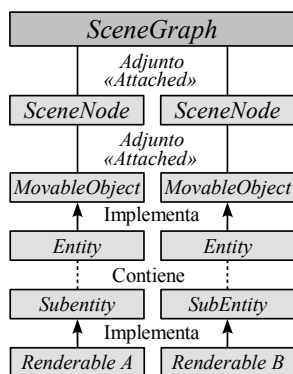 SceneGraph
Adjunto
«Attached»
SceneNode SceneNode
Adjunto
«Attached»
MovableObject MovableObject
Implementa
Entity Entity
Contiene
Subentity SubEntity
Implementa
Renderable A Renderable B